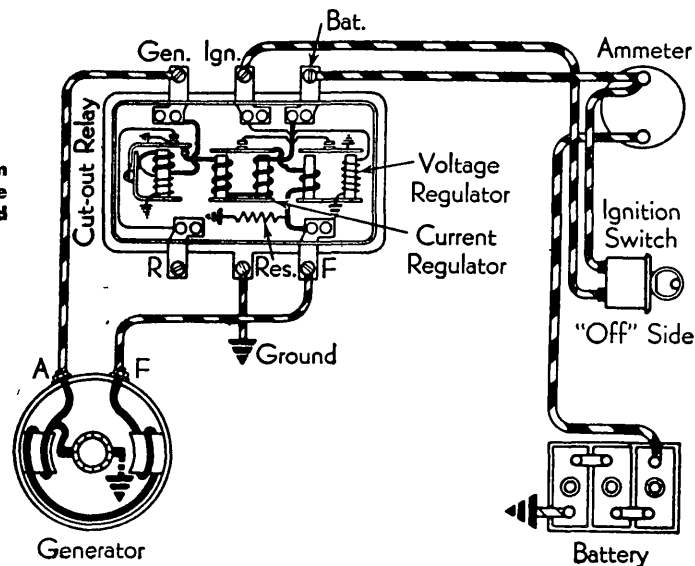 Bat.
Gen. Ign.
Ammeter
Cut-out Relay
Voltage
Regulator
Current
Regulator
Ignition
Switch
"Off" Side
R
Res.
F
Ground
A
F
Generator
Battery